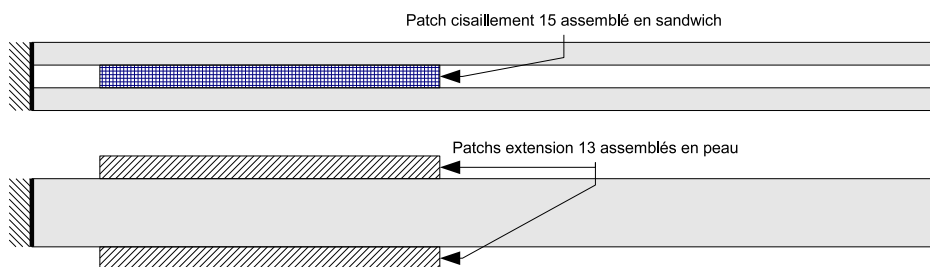 Patch cisaillement 15 assemblé en sandwich
Patchs extension 13 assemblés en peau